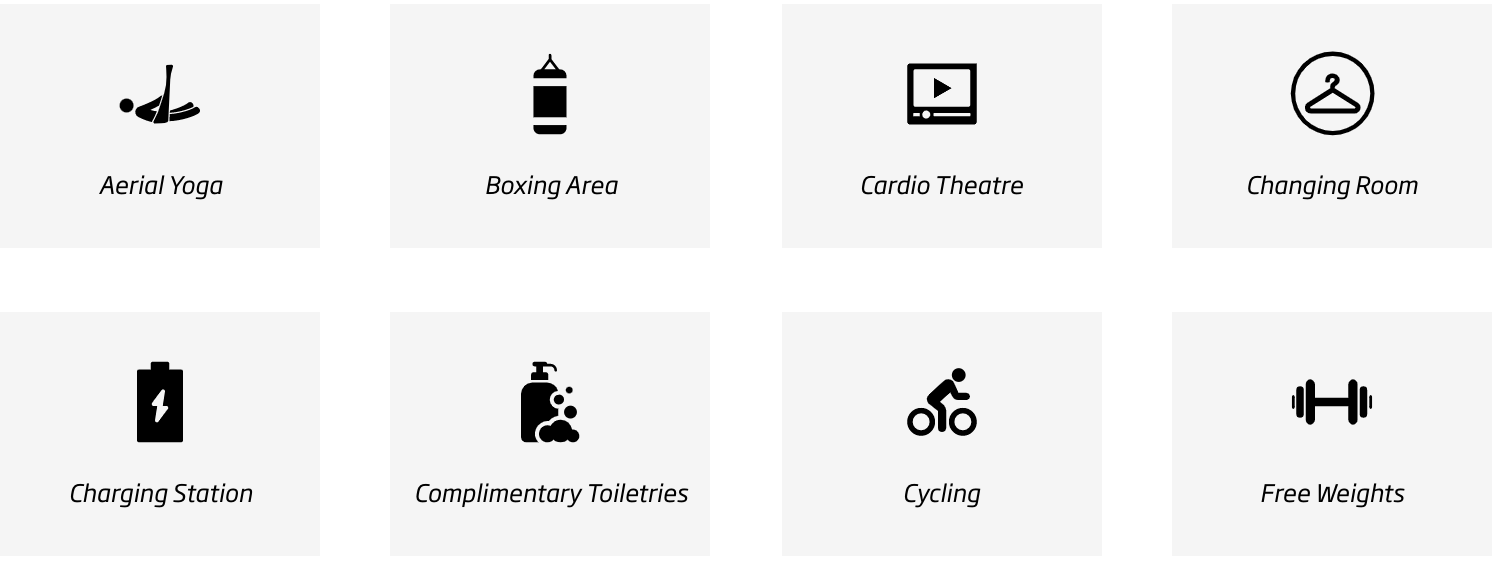 Aerial Yoga
Boxing Area
Cardio Theatre
Changing Room
Charging Station
Complimentary Toiletries
Cycling
Free Weights